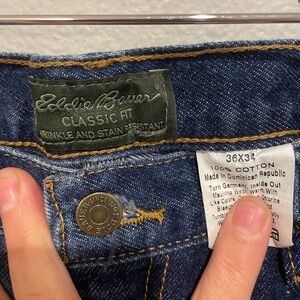 Eddie Bauer
CLASSIC FIT
WRINKLE AND STAIN RESISTANT
36X34
100% COTTON
Made in Dominican Republic
Turn Garment, Inside Out
Machine Wash Warm With
Like Colors